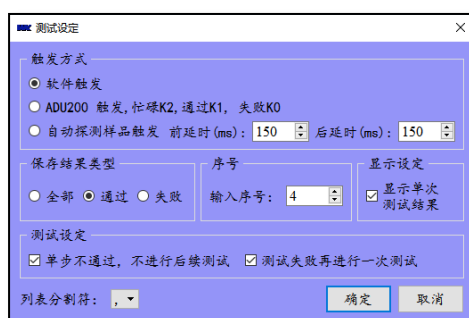 测试设定
触发方式
软件触发
ADU200 触发,忙碌K2,通过K1, 失败K0
自动探测样品触发 前延时(ms): 150 后延时(ms): 150
保存结果类型 序号 显示设定
全部 通过 失败 输入序号: 4 显示单次
测试结果
测试设定
单步不通过, 不进行后续测试 测试失败再进行一次测试
列表分割符: , 确定 取消